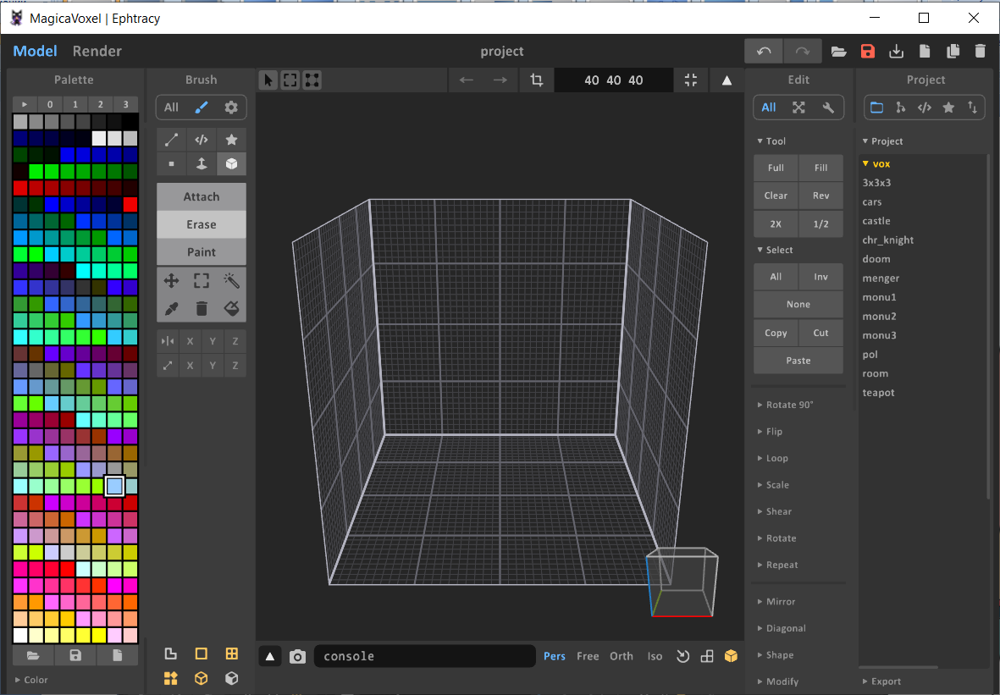 MagicaVoxel | Ephtracy
Model Render
project
Palette
0 1 2 3
Color
Brush
All
Attach
Erase
Paint
X Y Z
X Y Z
40 40 40
console
Pers Free Orth Iso
Edit
All
Tool
Full Fill
Clear Rev
2X 1/2
Select
All Inv
None
Copy Cut
Paste
Rotate 90°
Flip
Loop
Scale
Shear
Rotate
Repeat
Mirror
Diagonal
Shape
Modify
Project
Project
vox
3x3x3
cars
castle
chr_knight
doom
menger
monu1
monu2
monu3
pol
room
teapot
Export